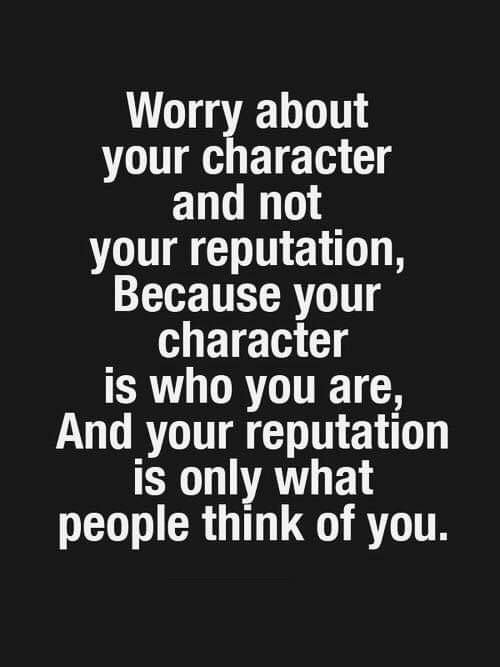 Worry about
your character
and not
your reputation,
Because your
character
is who you are,
And your reputation
is only what
people think of you.